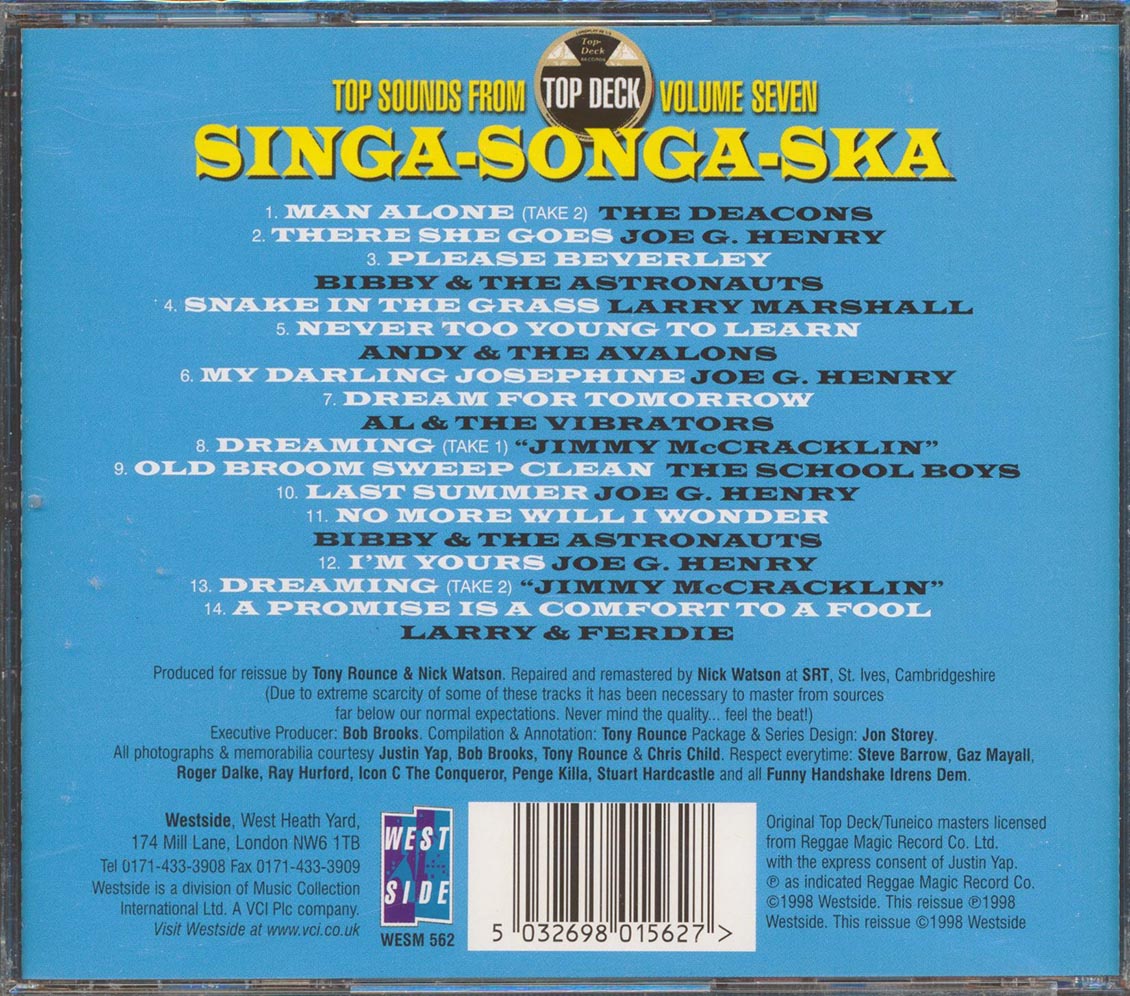 Top-
Deck
RECORDS
TOP SOUNDS FROM TOP DECK VOLUME SEVEN
SINGA-SONGA-SKA
1. MAN ALONE (TAKE 2) THE DEACONS
2. THERE SHE GOES JOE G. HENRY
3. PLEASE BEVERLEY
BIBBY & THE ASTRONAUTS
4. SNAKE IN THE GRASS LARRY MARSHALL
5. NEVER TOO YOUNG TO LEARN
ANDY & THE AVALONS
6. MY DARLING JOSEPHINE JOE G. HENRY
7. DREAM FOR TOMORROW
AL & THE VIBRATORS
8. DREAMING (TAKE 1) “JIMMY McCRACKLIN”
9. OLD BROOM SWEEP CLEAN THE SCHOOL BOYS
10. LAST SUMMER JOE G. HENRY
11. NO MORE WILL I WONDER
BIBBY & THE ASTRONAUTS
12. I'M YOURS JOE G. HENRY
13. DREAMING (TAKE 2) “JIMMY McCRACKLIN”
14. A PROMISE IS A COMFORT TO A FOOL
LARRY & FERDIE
Produced for reissue by Tony Rounce & Nick Watson. Repaired and remastered by Nick Watson at SRT, St. Ives, Cambridgeshire
(Due to extreme scarcity of some of these tracks it has been necessary to master from sources
far below our normal expectations. Never mind the quality... feel the beat!)
Executive Producer: Bob Brooks. Compilation & Annotation: Tony Rounce Package & Series Design: Jon Storey.
All photographs & memorabilia courtesy Justin Yap, Bob Brooks, Tony Rounce & Chris Child. Respect everytime: Steve Barrow, Gaz Mayall,
Roger Dalke, Ray Hurford, Icon C The Conqueror, Penge Killa, Stuart Hardcastle and all Funny Handshake Idrens Dem.
Westside, West Heath Yard,
174 Mill Lane, London NW6 1TB
Tel 0171-433-3908 Fax 0171-433-3909
Westside is a division of Music Collection
International Ltd. A VCI Plc company.
Visit Westside at www.vci.co.uk
WEST
SIDE
WESM 562
5 032698 015627 >
Original Top Deck/Tuneico masters licensed
from Reggae Magic Record Co. Ltd.
with the express consent of Justin Yap.
℗ as indicated Reggae Magic Record Co.
©1998 Westside. This reissue ℗1998
Westside. This reissue ©1998 Westside